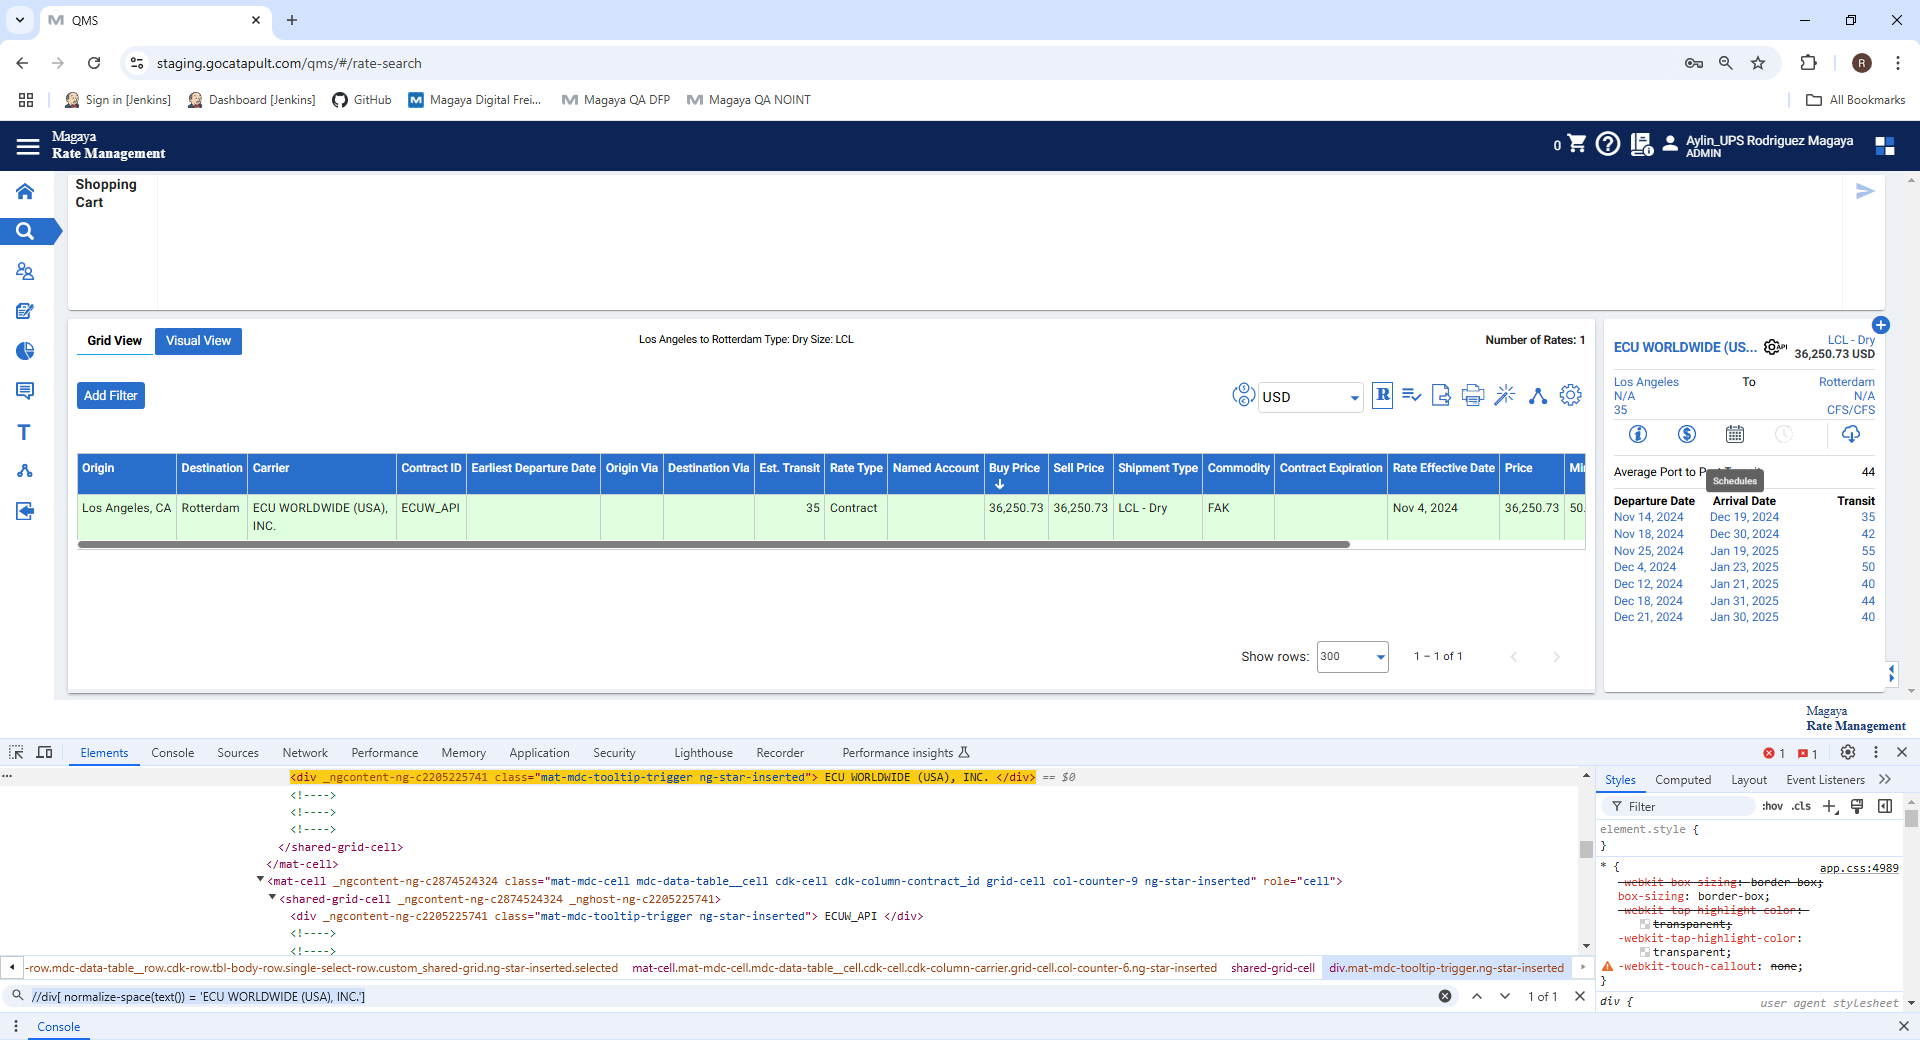 QMS
staging.gocatapult.com/qms/#/rate-search
R
Sign in [Jenkins]
Dashboard [Jenkins]
GitHub
Magaya Digital Frei...
Magaya QA DFP
Magaya QA NOINT
All Bookmarks
Magaya
Rate Management
0
Aylin_UPS Rodriguez Magaya
ADMIN
Shopping
Cart
Grid View
Visual View
Los Angeles to Rotterdam Type: Dry Size: LCL
Number of Rates: 1
Add Filter
USD
R
Origin Destination Carrier Contract ID Earliest Departure Date Origin Via Destination Via Est. Transit Rate Type Named Account Buy Price Sell Price Shipment Type Commodity Contract Expiration Rate Effective Date Price
Los Angeles, CA Rotterdam ECU WORLDWIDE (USA), ECUW_API 35 Contract 36,250.73 36,250.73 LCL - Dry FAK Nov 4, 2024 36,250.73 50.
INC.
Show rows: 300 1 – 1 of 1
ECU WORLDWIDE (US... API LCL - Dry
36,250.73 USD
Los Angeles To Rotterdam
N/A N/A
35 CFS/CFS
Average Port to P 44
Schedules
Departure Date Arrival Date Transit
Nov 14, 2024 Dec 19, 2024 35
Nov 18, 2024 Dec 30, 2024 42
Nov 25, 2024 Jan 19, 2025 55
Dec 4, 2024 Jan 23, 2025 50
Dec 12, 2024 Jan 21, 2025 40
Dec 18, 2024 Jan 31, 2025 44
Dec 21, 2024 Jan 30, 2025 40
Magaya
Rate Management
Elements Console Sources Network Performance Memory Application Security Lighthouse Recorder Performance insights 1 1
<div _ngcontent-ng-c2205225741 class="mat-mdc-tooltip-trigger ng-star-inserted"> ECU WORLDWIDE (USA), INC. </div> == $0
<!---->
<!---->
<!---->
</shared-grid-cell>
</mat-cell>
<mat-cell _ngcontent-ng-c2874524324 class="mat-mdc-cell mdc-data-table__cell cdk-cell cdk-column-contract_id grid-cell col-counter-9 ng-star-inserted" role="cell">
<shared-grid-cell _ngcontent-ng-c2874524324 _nghost-ng-c2205225741>
<div _ngcontent-ng-c2205225741 class="mat-mdc-tooltip-trigger ng-star-inserted"> ECUW_API </div>
<!---->
<!---->
-row.mdc-data-table__row.cdk-row.tbl-body-row.single-select-row.custom_shared-grid.ng-star-inserted.selected mat-cell.mat-mdc-cell.mdc-data-table__cell.cdk-cell.cdk-column-carrier.grid-cell.col-counter-6.ng-star-inserted shared-grid-cell div.mat-mdc-tooltip-trigger.ng-star-inserted
//div[ normalize-space(text()) = 'ECU WORLDWIDE (USA), INC.']
1 of 1
Styles Computed Layout Event Listeners
Filter :hov .cls
element.style {
}
* { app.css:4989
-webkit-box-sizing: border-box;
box-sizing: border-box;
-webkit-tap-highlight-color:
transparent;
-webkit-tap-highlight-color:
transparent;
-webkit-touch-callout: none;
}
div { user agent stylesheet
Console